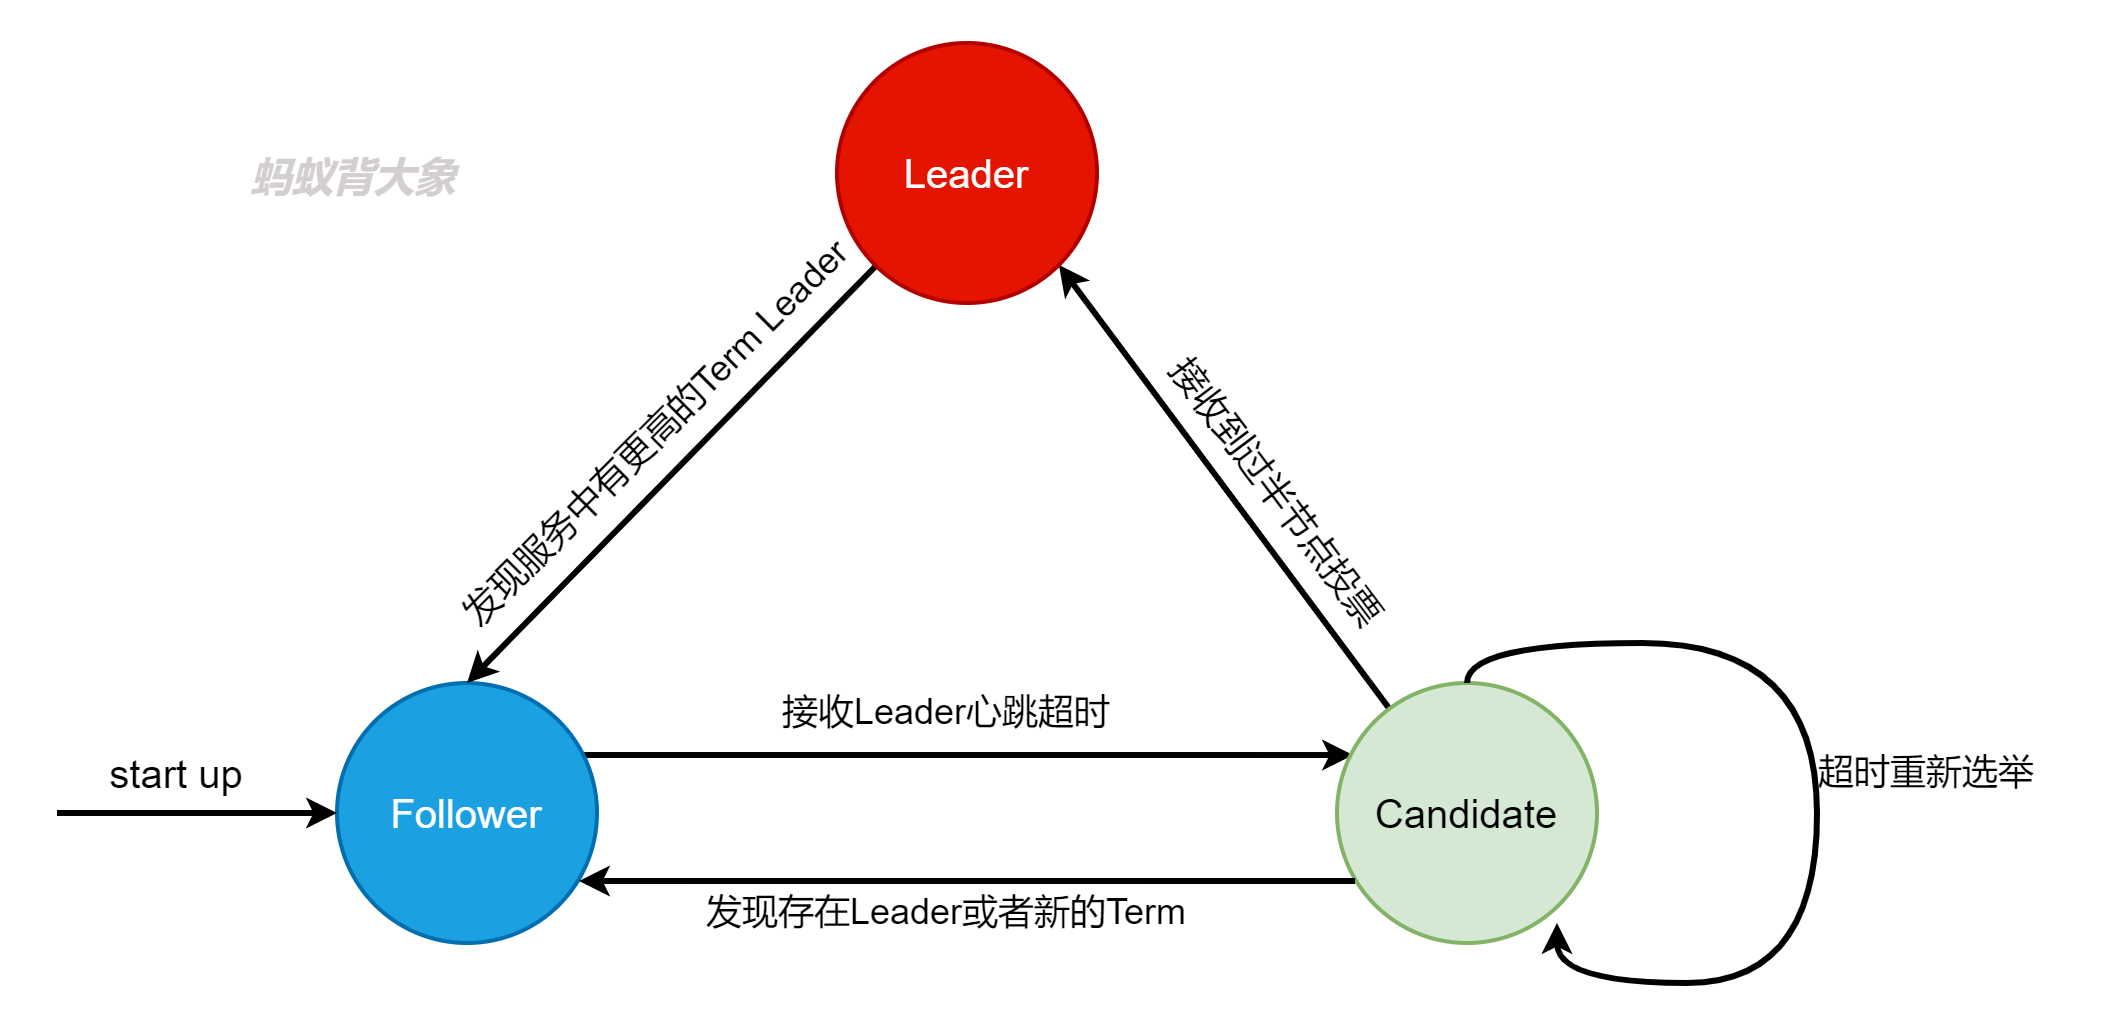 Leader
蚂蚁背大象
发现服务中有更高的Term Leader
接收到过半节点投票
接收Leader心跳超时
start up
超时重新选举
Follower
Candidate
发现存在Leader或者新的Term